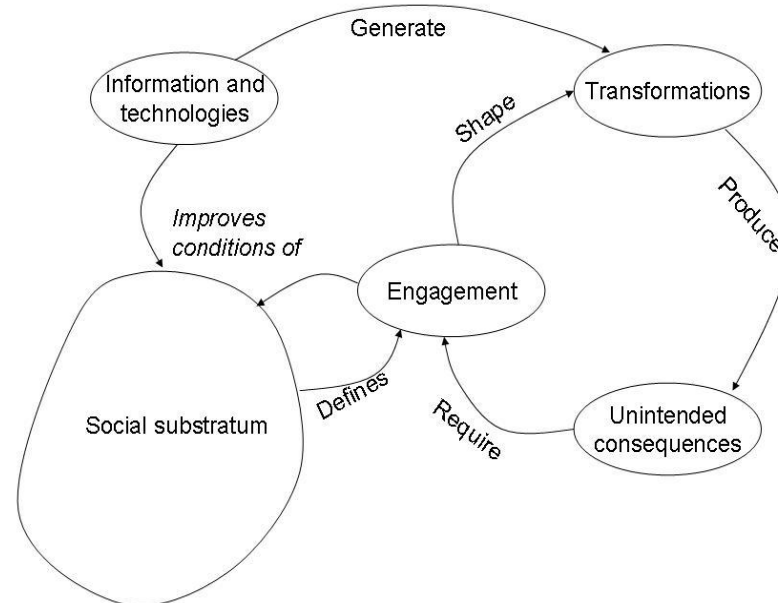 Generate
Information and
technologies
Transformations
Shape
Produce
Improves
conditions of
Engagement
Defines
Require
Social substratum
Unintended
consequences